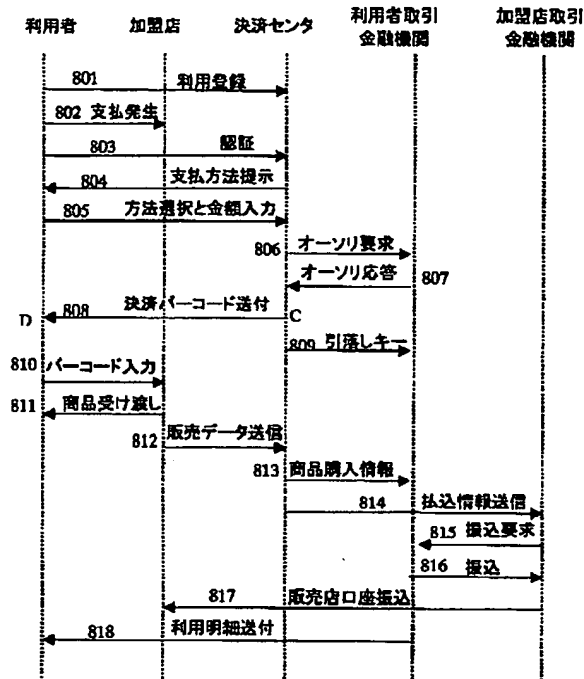 利用者 加盟店 決済センタ 利用者取引 加盟店取引
金融機関 金融機関
801 利用登録
802 支払発生
803 認証
804 支払方法提示
805 方法選択と金額入力
806 オーソリ要求
オーソリ応答 807
D 808 決済バーコード送付 C
809 引落しキー
810 バーコード入力
811 商品受け渡し
812 販売データ送信
813 商品購入情報
814 払込情報送信
815 振込要求
816 振込
817 販売店口座振込
818 利用明細送付